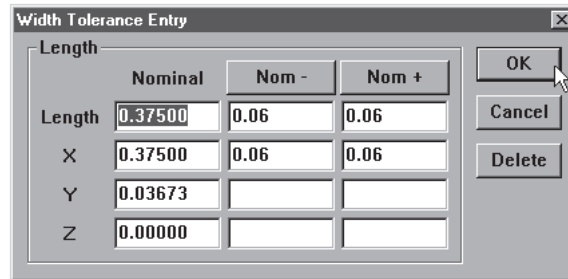 Width Tolerance Entry
Length
Nominal Nom - Nom +
Length 0.37500 0.06 0.06
X 0.37500 0.06 0.06
Y 0.03673
Z 0.00000
OK
Cancel
Delete